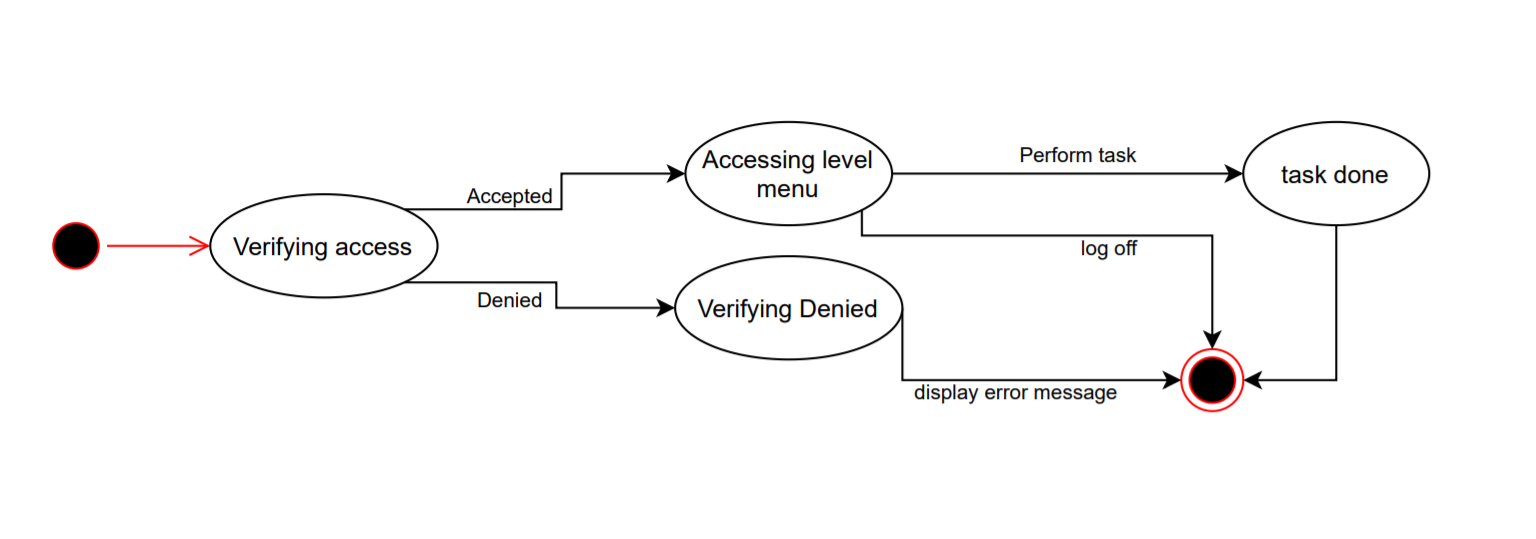 Accessing level
menu
Perform task
task done
Accepted
Verifying access
log off
Denied
Verifying Denied
display error message